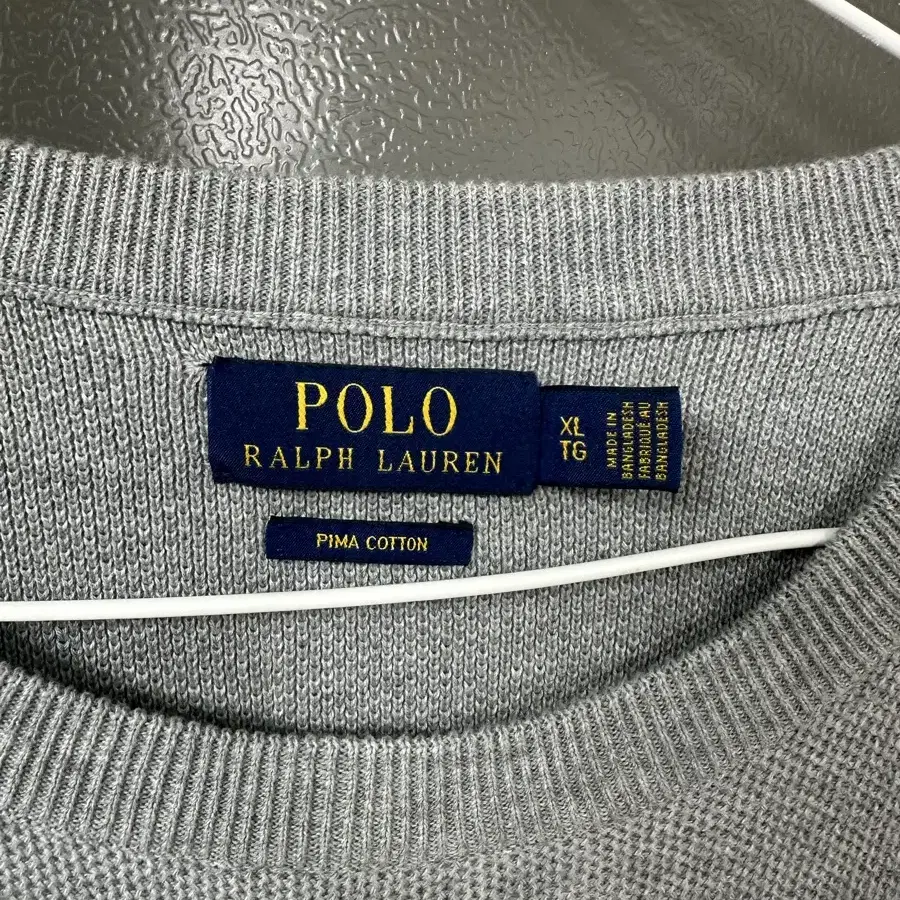 POLO
RALPH LAUREN
XL
TG
MADE IN
BANGLADESH
FABRIQUÉ AU
BANGLADESH
PIMA COTTON